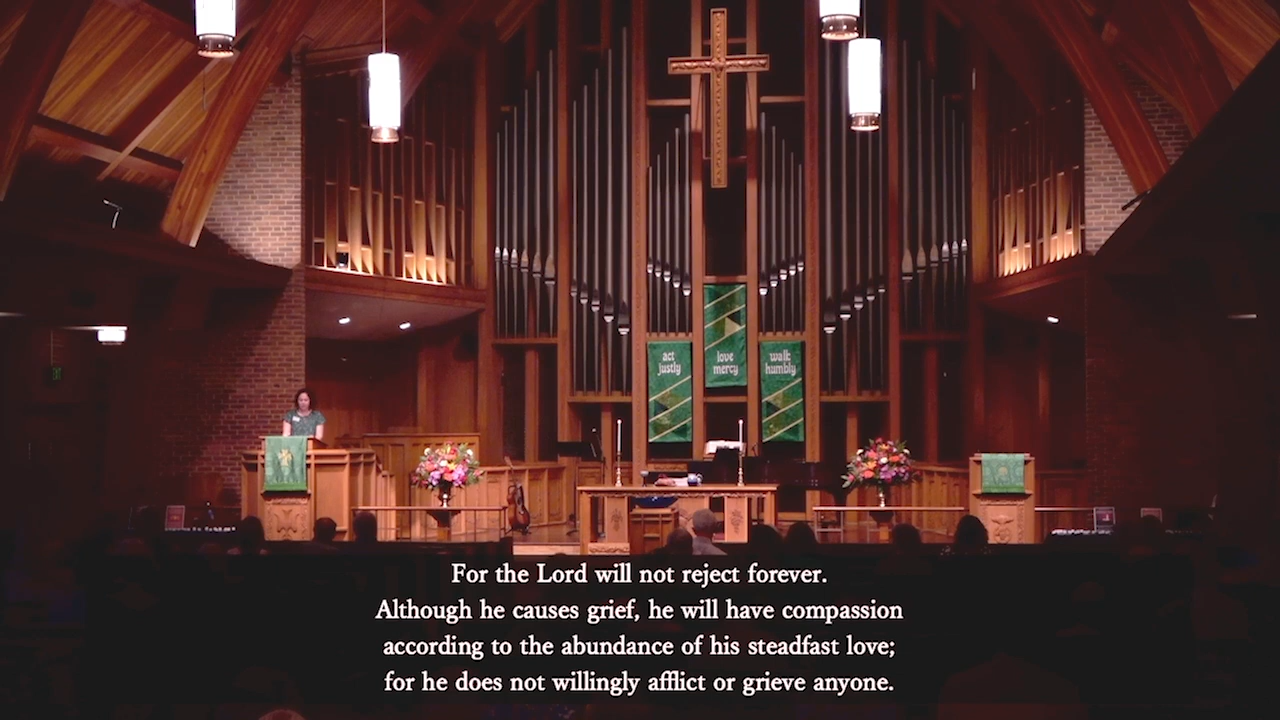 act
justly
love
mercy
walk
humbly
For the Lord will not reject forever.
Although he causes grief, he will have compassion
according to the abundance of his steadfast love;
for he does not willingly afflict or grieve anyone.